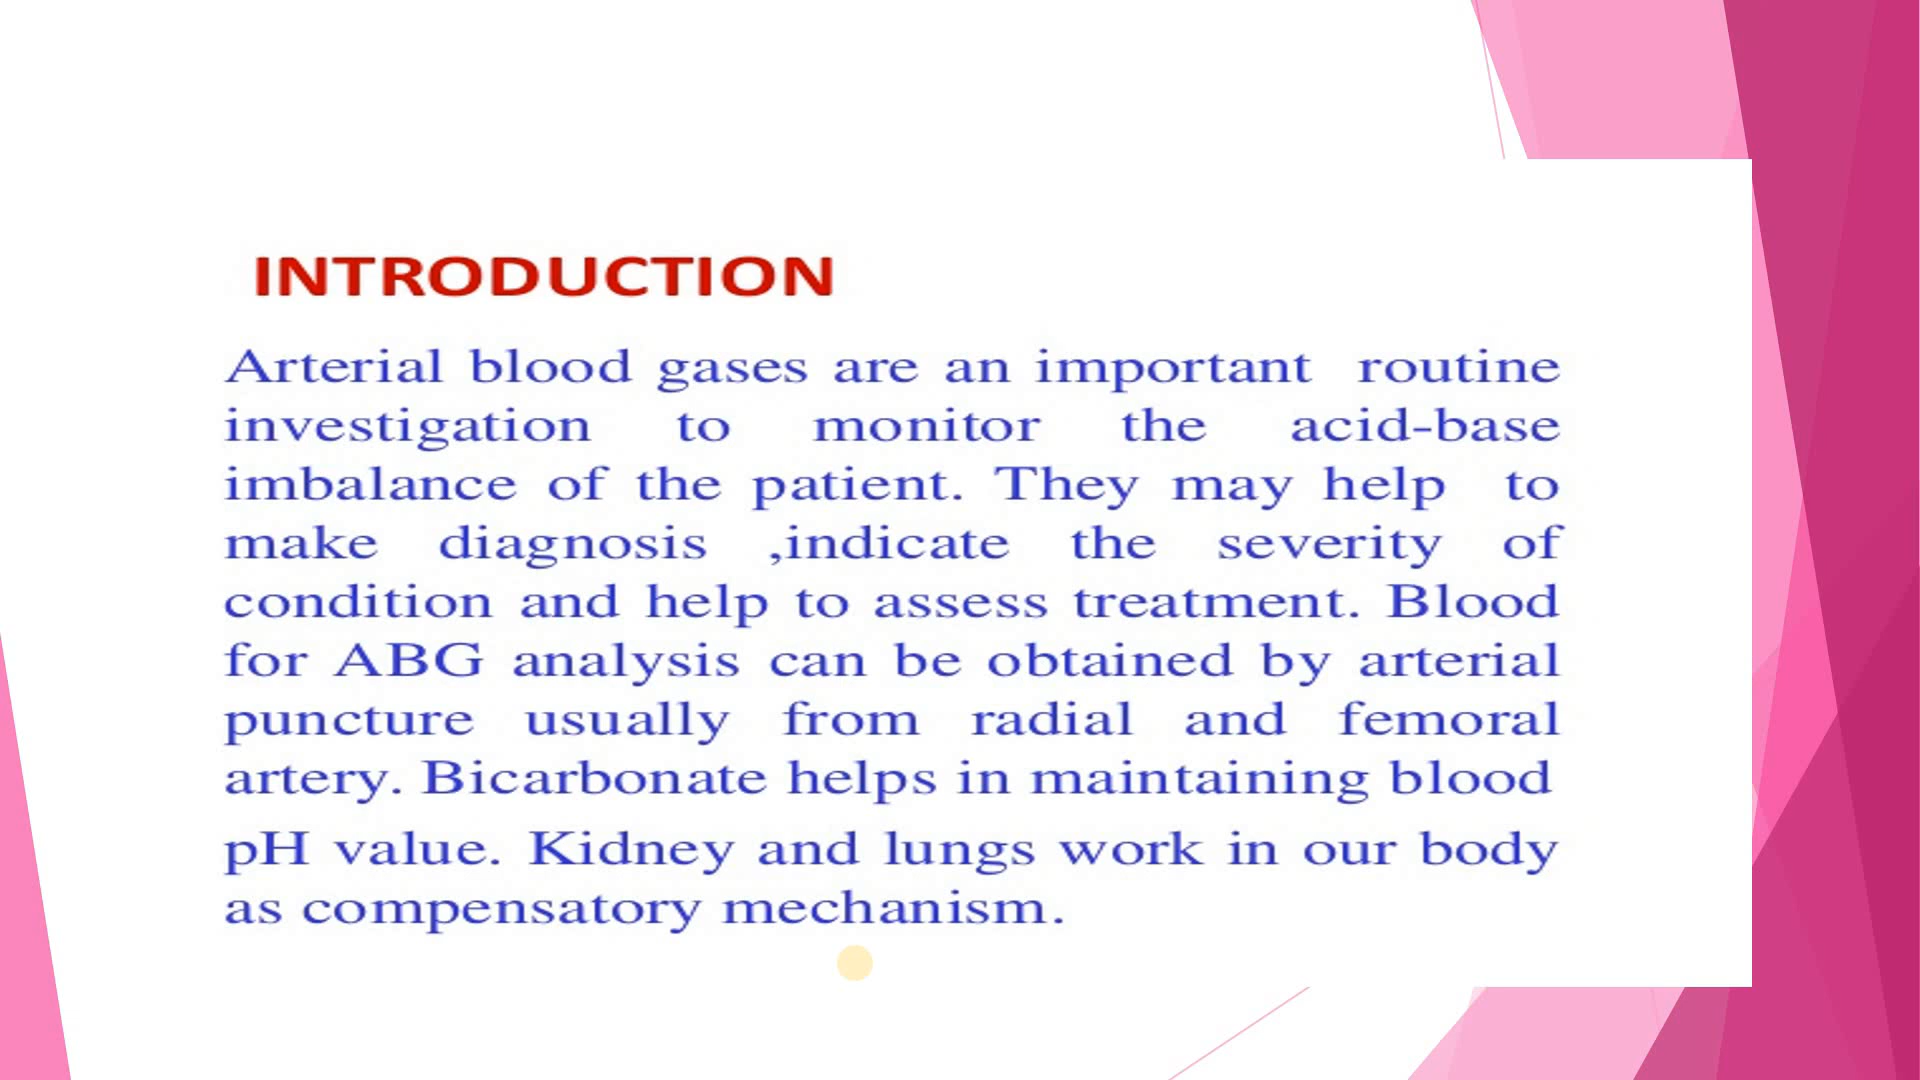 INTRODUCTION
Arterial blood gases are an important routine
investigation to monitor the acid-base
imbalance of the patient. They may help to
make diagnosis ,indicate the severity of
condition and help to assess treatment. Blood
for ABG analysis can be obtained by arterial
puncture usually from radial and femoral
artery. Bicarbonate helps in maintaining blood
pH value. Kidney and lungs work in our body
as compensatory mechanism.